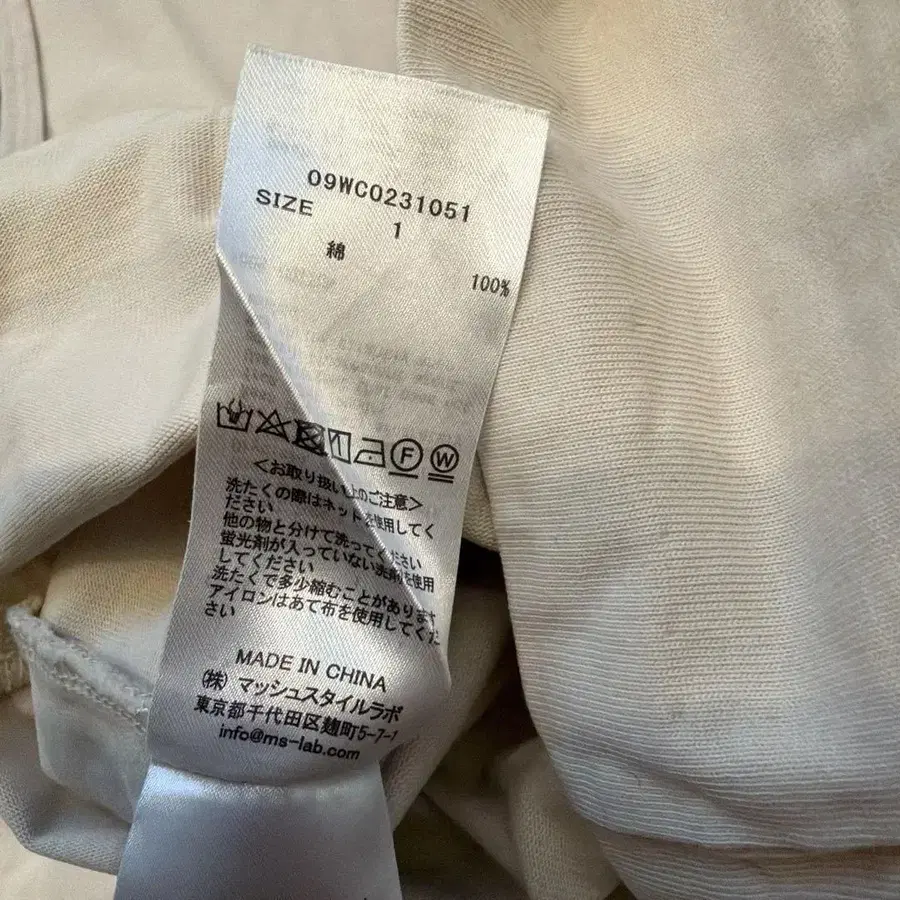 09WCO231051
SIZE 1
綿 100%
F W
<お取り扱い上のご注意>
洗たくの際はネットを使用してく
ださい
他の物と分けて洗ってください
蛍光剤が入っていない洗剤を使用
してください
洗たくで多少縮むことがあります
アイロンはあて布を使用してくだ
さい
MADE IN CHINA
(株) マッシュスタイルラボ
東京都千代田区麹町5-7-1
info@ms-lab.com